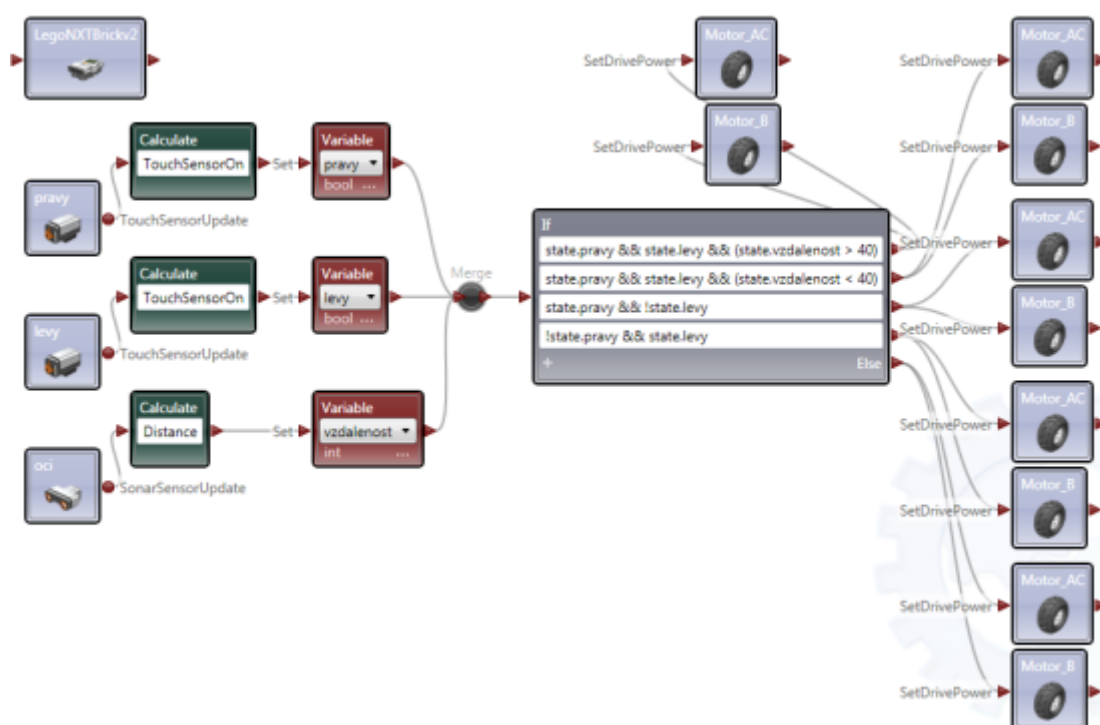 LegoNXTBrickv2
Motor_AC
SetDrivePower
Motor_B
SetDrivePower
Motor_AC
SetDrivePower
Motor_B
SetDrivePower
Calculate
TouchSensorOn
Set
Variable
pravy
bool ...
pravy
TouchSensorUpdate
Calculate
TouchSensorOn
Set
Variable
levy
bool ...
levy
TouchSensorUpdate
Calculate
Distance
Set
Variable
vzdalenost
int ...
oci
SonarSensorUpdate
Merge
If
state.pravy && state.levy && (state.vzdalenost > 40)
state.pravy && state.levy && (state.vzdalenost < 40)
state.pravy && !state.levy
!state.pravy && state.levy
+ Else
Motor_AC
SetDrivePower
Motor_B
SetDrivePower
Motor_AC
SetDrivePower
Motor_B
SetDrivePower
Motor_AC
SetDrivePower
Motor_B
SetDrivePower